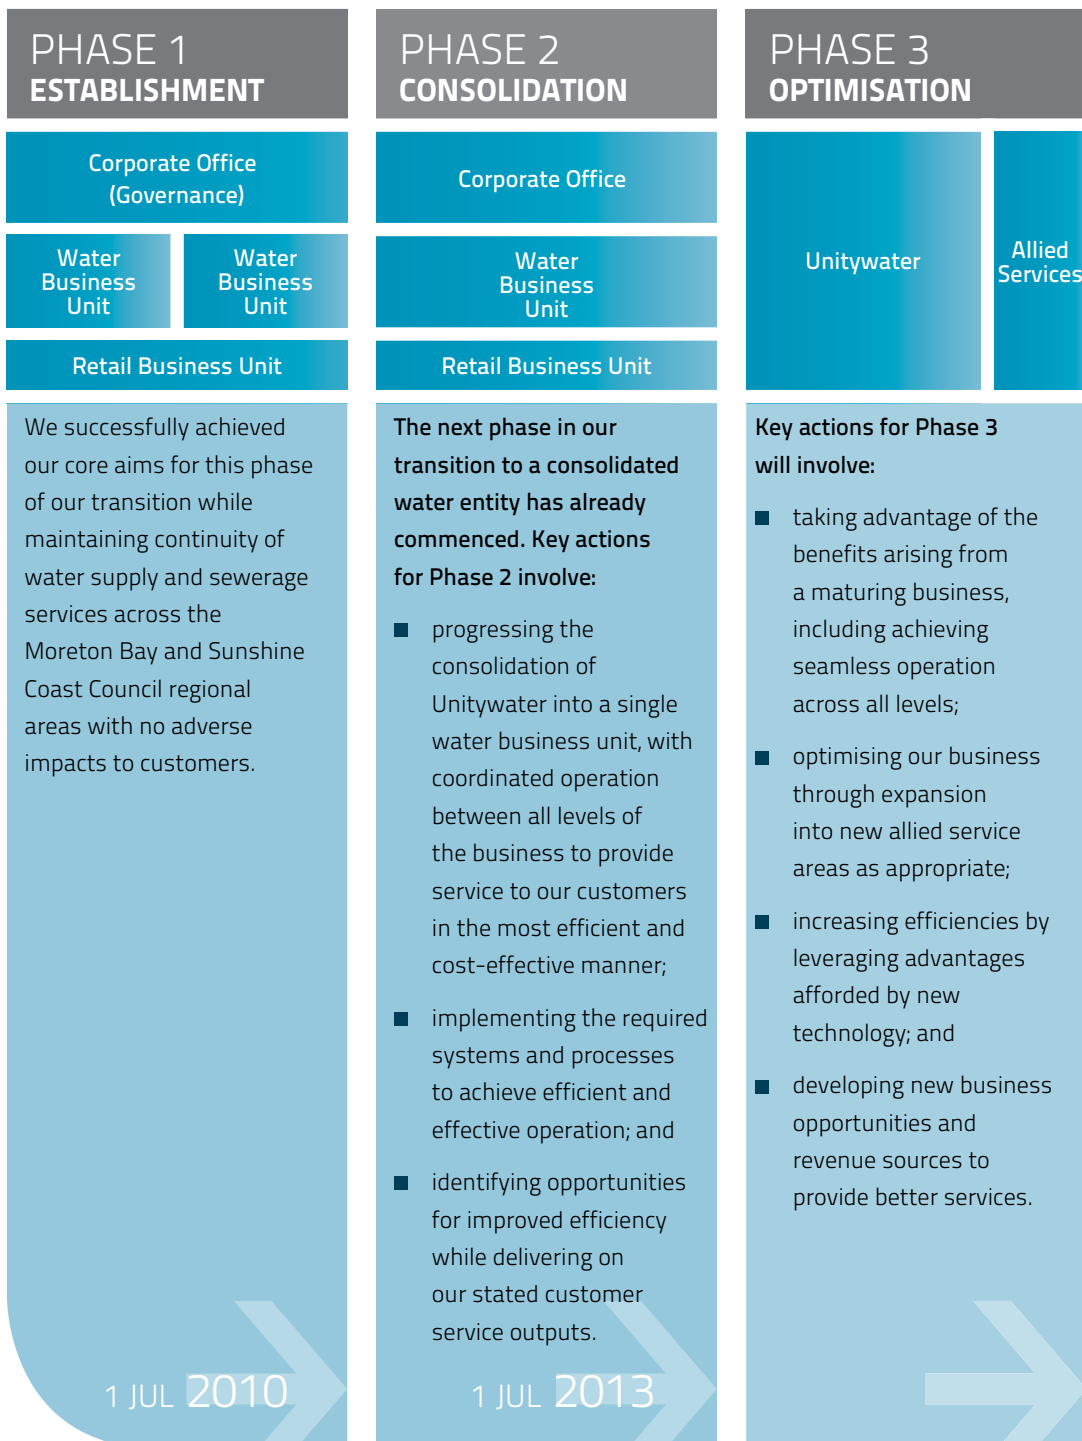 PHASE 1
ESTABLISHMENT
Corporate Office
(Governance)
Water
Business
Unit
Water
Business
Unit
Retail Business Unit
We successfully achieved
our core aims for this phase
of our transition while
maintaining continuity of
water supply and sewerage
services across the
Moreton Bay and Sunshine
Coast Council regional
areas with no adverse
impacts to customers.
1 JUL 2010
PHASE 2
CONSOLIDATION
Corporate Office
Water
Business
Unit
Retail Business Unit
The next phase in our
transition to a consolidated
water entity has already
commenced. Key actions
for Phase 2 involve:
progressing the
consolidation of
Unitywater into a single
water business unit, with
coordinated operation
between all levels of
the business to provide
service to our customers
in the most efficient and
cost-effective manner;
implementing the required
systems and processes
to achieve efficient and
effective operation; and
identifying opportunities
for improved efficiency
while delivering on
our stated customer
service outputs.
1 JUL 2013
PHASE 3
OPTIMISATION
Unitywater
Allied
Services
Key actions for Phase 3
will involve:
taking advantage of the
benefits arising from
a maturing business,
including achieving
seamless operation
across all levels;
optimising our business
through expansion
into new allied service
areas as appropriate;
increasing efficiencies by
leveraging advantages
afforded by new
technology; and
developing new business
opportunities and
revenue sources to
provide better services.